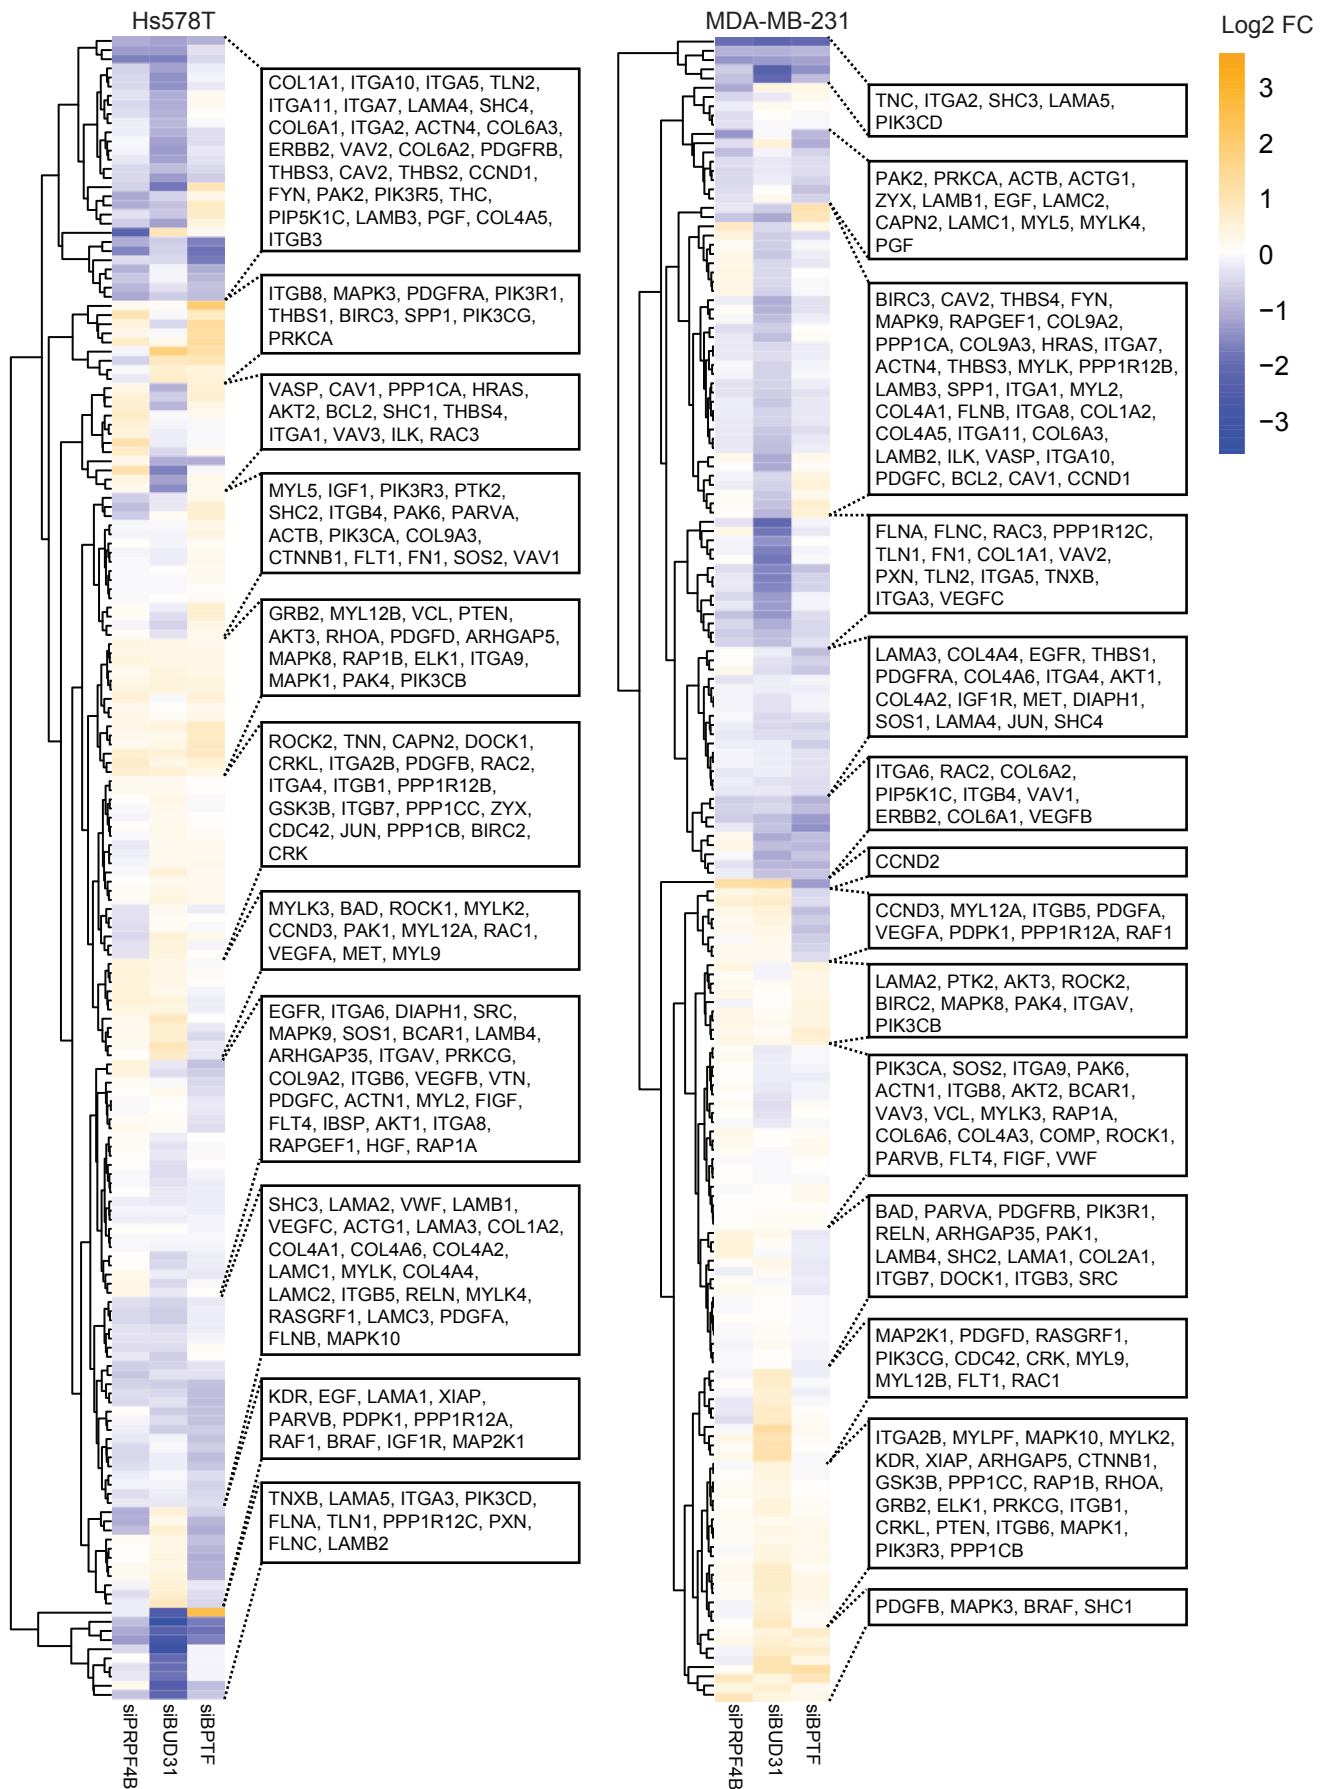 Hs578T
COL1A1, ITGA10, ITGA5, TLN2,
ITGA11, ITGA7, LAMA4, SHC4,
COL6A1, ITGA2, ACTN4, COL6A3,
ERBB2, VAV2, COL6A2, PDGFRB,
THBS3, CAV2, THBS2, CCND1,
FYN, PAK2, PIK3R5, THC,
PIP5K1C, LAMB3, PGF, COL4A5,
ITGB3
ITGB8, MAPK3, PDGFRA, PIK3R1,
THBS1, BIRC3, SPP1, PIK3CG,
PRKCA
VASP, CAV1, PPP1CA, HRAS,
AKT2, BCL2, SHC1, THBS4,
ITGA1, VAV3, ILK, RAC3
MYL5, IGF1, PIK3R3, PTK2,
SHC2, ITGB4, PAK6, PARVA,
ACTB, PIK3CA, COL9A3,
CTNNB1, FLT1, FN1, SOS2, VAV1
GRB2, MYL12B, VCL, PTEN,
AKT3, RHOA, PDGFD, ARHGAP5,
MAPK8, RAP1B, ELK1, ITGA9,
MAPK1, PAK4, PIK3CB
ROCK2, TNN, CAPN2, DOCK1,
CRKL, ITGA2B, PDGFB, RAC2,
ITGA4, ITGB1, PPP1R12B,
GSK3B, ITGB7, PPP1CC, ZYX,
CDC42, JUN, PPP1CB, BIRC2,
CRK
MYLK3, BAD, ROCK1, MYLK2,
CCND3, PAK1, MYL12A, RAC1,
VEGFA, MET, MYL9
EGFR, ITGA6, DIAPH1, SRC,
MAPK9, SOS1, BCAR1, LAMB4,
ARHGAP35, ITGAV, PRKCG,
COL9A2, ITGB6, VEGFB, VTN,
PDGFC, ACTN1, MYL2, FIGF,
FLT4, IBSP, AKT1, ITGA8,
RAPGEF1, HGF, RAP1A
SHC3, LAMA2, VWF, LAMB1,
VEGFC, ACTG1, LAMA3, COL1A2,
COL4A1, COL4A6, COL4A2,
LAMC1, MYLK, COL4A4,
LAMC2, ITGB5, RELN, MYLK4,
RASGRF1, LAMC3, PDGFA,
FLNB, MAPK10
KDR, EGF, LAMA1, XIAP,
PARVB, PDPK1, PPP1R12A,
RAF1, BRAF, IGF1R, MAP2K1
TNXB, LAMA5, ITGA3, PIK3CD,
FLNA, TLN1, PPP1R12C, PXN,
FLNC, LAMB2
siPRPF4B
siBUD31
siBPTF
MDA-MB-231
TNC, ITGA2, SHC3, LAMA5,
PIK3CD
PAK2, PRKCA, ACTB, ACTG1,
ZYX, LAMB1, EGF, LAMC2,
CAPN2, LAMC1, MYL5, MYLK4,
PGF
BIRC3, CAV2, THBS4, FYN,
MAPK9, RAPGEF1, COL9A2,
PPP1CA, COL9A3, HRAS, ITGA7,
ACTN4, THBS3, MYLK, PPP1R12B,
LAMB3, SPP1, ITGA1, MYL2,
COL4A1, FLNB, ITGA8, COL1A2,
COL4A5, ITGA11, COL6A3,
LAMB2, ILK, VASP, ITGA10,
PDGFC, BCL2, CAV1, CCND1
FLNA, FLNC, RAC3, PPP1R12C,
TLN1, FN1, COL1A1, VAV2,
PXN, TLN2, ITGA5, TNXB,
ITGA3, VEGFC
LAMA3, COL4A4, EGFR, THBS1,
PDGFRA, COL4A6, ITGA4, AKT1,
COL4A2, IGF1R, MET, DIAPH1,
SOS1, LAMA4, JUN, SHC4
ITGA6, RAC2, COL6A2,
PIP5K1C, ITGB4, VAV1,
ERBB2, COL6A1, VEGFB
CCND2
CCND3, MYL12A, ITGB5, PDGFA,
VEGFA, PDPK1, PPP1R12A, RAF1
LAMA2, PTK2, AKT3, ROCK2,
BIRC2, MAPK8, PAK4, ITGAV,
PIK3CB
PIK3CA, SOS2, ITGA9, PAK6,
ACTN1, ITGB8, AKT2, BCAR1,
VAV3, VCL, MYLK3, RAP1A,
COL6A6, COL4A3, COMP, ROCK1,
PARVB, FLT4, FIGF, VWF
BAD, PARVA, PDGFRB, PIK3R1,
RELN, ARHGAP35, PAK1,
LAMB4, SHC2, LAMA1, COL2A1,
ITGB7, DOCK1, ITGB3, SRC
MAP2K1, PDGFD, RASGRF1,
PIK3CG, CDC42, CRK, MYL9,
MYL12B, FLT1, RAC1
ITGA2B, MYLPF, MAPK10, MYLK2,
KDR, XIAP, ARHGAP5, CTNNB1,
GSK3B, PPP1CC, RAP1B, RHOA,
GRB2, ELK1, PRKCG, ITGB1,
CRKL, PTEN, ITGB6, MAPK1,
PIK3R3, PPP1CB
PDGFB, MAPK3, BRAF, SHC1
siPRPF4B
siBUD31
siBPTF
Log2 FC
3
2
1
0
−1
−2
−3